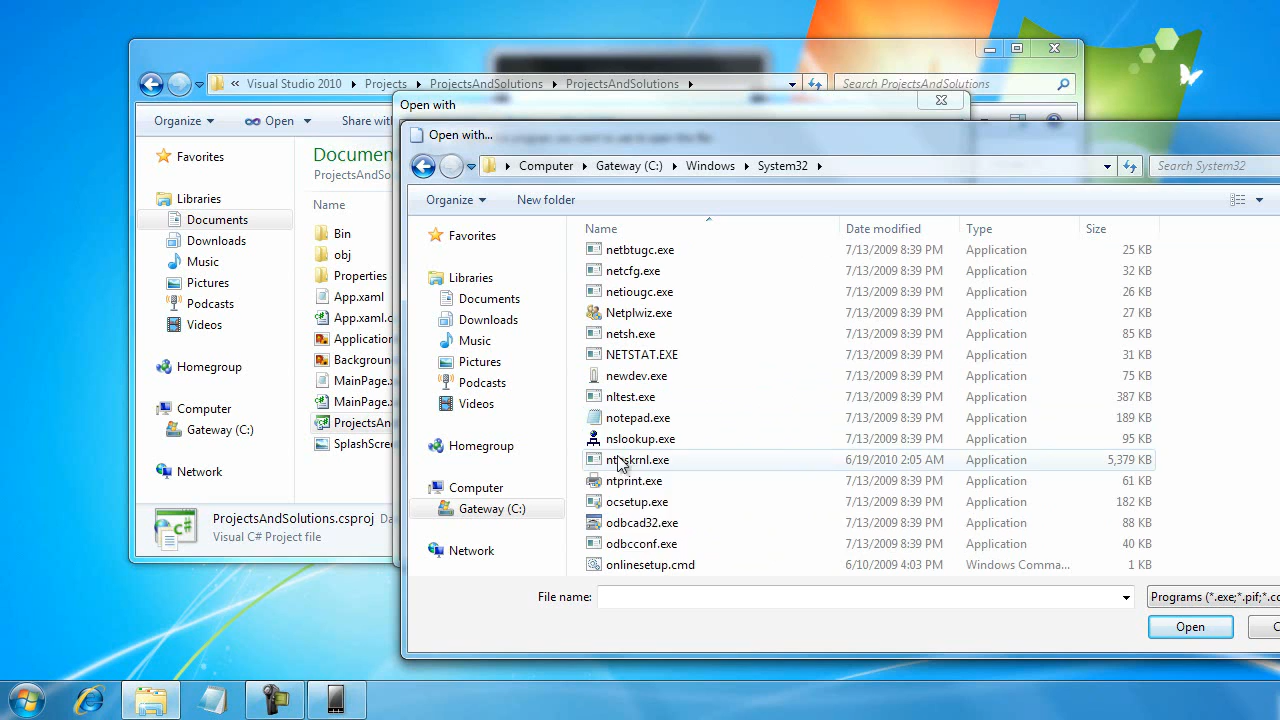 Visual Studio 2010 Projects ProjectsAndSolutions ProjectsAndSolutions Search ProjectsAndSolutions
Organize Open Share with
Favorites
Libraries
Documents
Downloads
Music
Pictures
Podcasts
Videos
Homegroup
Computer
Gateway (C:)
Network
Documen
ProjectsAndS
Name
Bin
obj
Properties
App.xaml
App.xaml.c
Application
Backgroun
MainPage.
MainPage.
ProjectsAn
SplashScre
ProjectsAndSolutions.csproj Da
Visual C# Project file
Open with
Open with...
Computer Gateway (C:) Windows System32 Search System32
Organize New folder
Favorites
Libraries
Documents
Downloads
Music
Pictures
Podcasts
Videos
Homegroup
Computer
Gateway (C:)
Network
Name Date modified Type Size
netbtugc.exe 7/13/2009 8:39 PM Application 25 KB
netcfg.exe 7/13/2009 8:39 PM Application 32 KB
netiougc.exe 7/13/2009 8:39 PM Application 26 KB
Netplwiz.exe 7/13/2009 8:39 PM Application 27 KB
netsh.exe 7/13/2009 8:39 PM Application 85 KB
NETSTAT.EXE 7/13/2009 8:39 PM Application 31 KB
newdev.exe 7/13/2009 8:39 PM Application 75 KB
nltest.exe 7/13/2009 8:39 PM Application 387 KB
notepad.exe 7/13/2009 8:39 PM Application 189 KB
nslookup.exe 7/13/2009 8:39 PM Application 95 KB
6/19/2010 2:05 AM Application 5,379 KB
ntprint.exe 7/13/2009 8:39 PM Application 61 KB
ocsetup.exe 7/13/2009 8:39 PM Application 182 KB
odbcad32.exe 7/13/2009 8:39 PM Application 88 KB
odbcconf.exe 7/13/2009 8:39 PM Application 40 KB
onlinesetup.cmd 6/10/2009 4:03 PM Windows Comma... 1 KB
File name: Programs (*.exe;*.pif;*.co
Open C